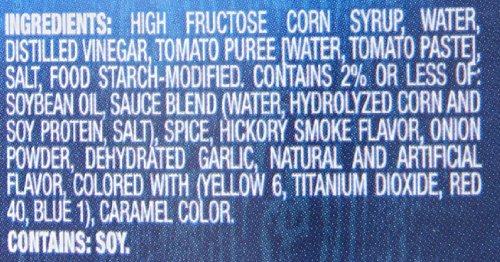 INGREDIENTS: HIGH FRUCTOSE CORN SYRUP, WATER,
DISTILLED VINEGAR, TOMATO PUREE [WATER, TOMATO PASTE],
SALT, FOOD STARCH-MODIFIED. CONTAINS 2% OR LESS OF:
SOYBEAN OIL, SAUCE BLEND (WATER, HYDROLYZED CORN AND
SOY PROTEIN, SALT), SPICE, HICKORY SMOKE FLAVOR, ONION
POWDER, DEHYDRATED GARLIC, NATURAL AND ARTIFICIAL
FLAVOR, COLORED WITH (YELLOW 6, TITANIUM DIOXIDE, RED
40, BLUE 1), CARAMEL COLOR.
CONTAINS: SOY.